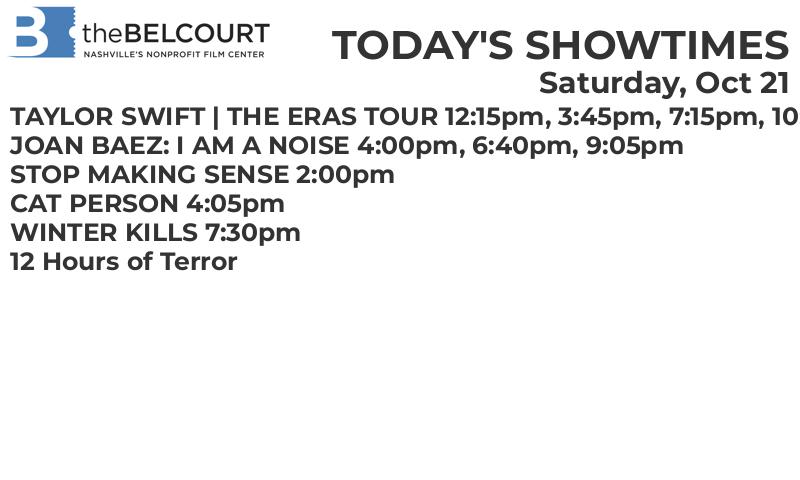 B theBELCOURT
NASHVILLE'S NONPROFIT FILM CENTER
TODAY'S SHOWTIMES
Saturday, Oct 21
TAYLOR SWIFT | THE ERAS TOUR 12:15pm, 3:45pm, 7:15pm, 10
JOAN BAEZ: I AM A NOISE 4:00pm, 6:40pm, 9:05pm
STOP MAKING SENSE 2:00pm
CAT PERSON 4:05pm
WINTER KILLS 7:30pm
12 Hours of Terror